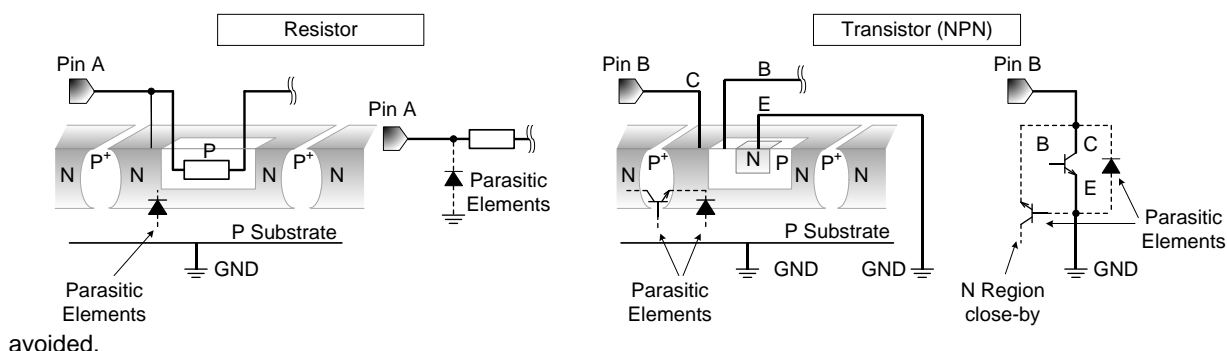 Resistor
Pin A
Pin A
N
P+
N
P
N
P+
N
Parasitic
Elements
P Substrate
GND
Parasitic
Elements
Transistor (NPN)
Pin B
C
B
E
N
P+
N
N
P
P+
N
N
P Substrate
GND
GND
Parasitic
Elements
Pin B
B
C
E
Parasitic
Elements
GND
N Region
close-by
avoided.